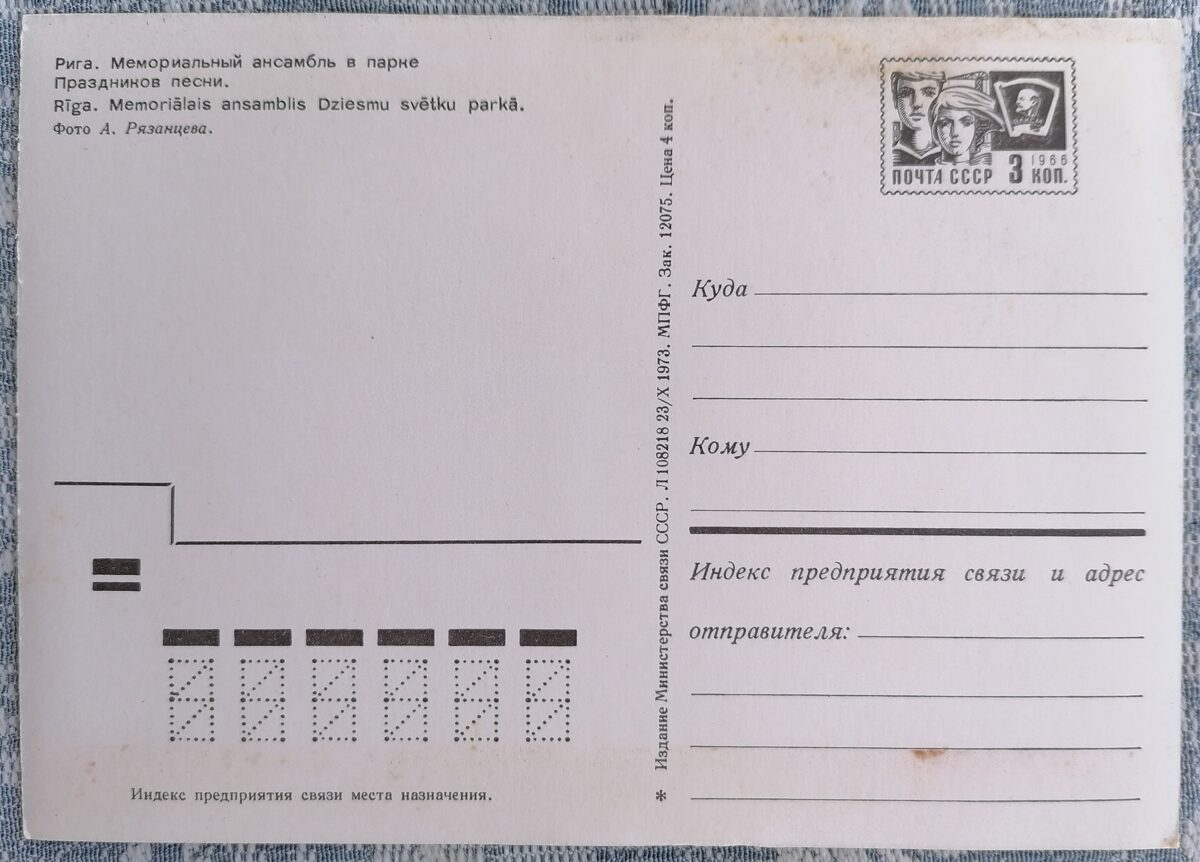 Рига. Мемориальный ансамбль в парке
Праздников песни.
Rīga. Memoriālais ansamblis Dziesmu svētku parkā.
Фото А. Рязанцева.
1966
ПОЧТА СССР 3 КОП.
Куда
Кому
Индекс предприятия связи и адрес
отправителя:
* Издание Министерства связи СССР. Л 108218 23/X 1973. МПФГ. Зак. 12075. Цена 4 коп.
Индекс предприятия связи места назначения.